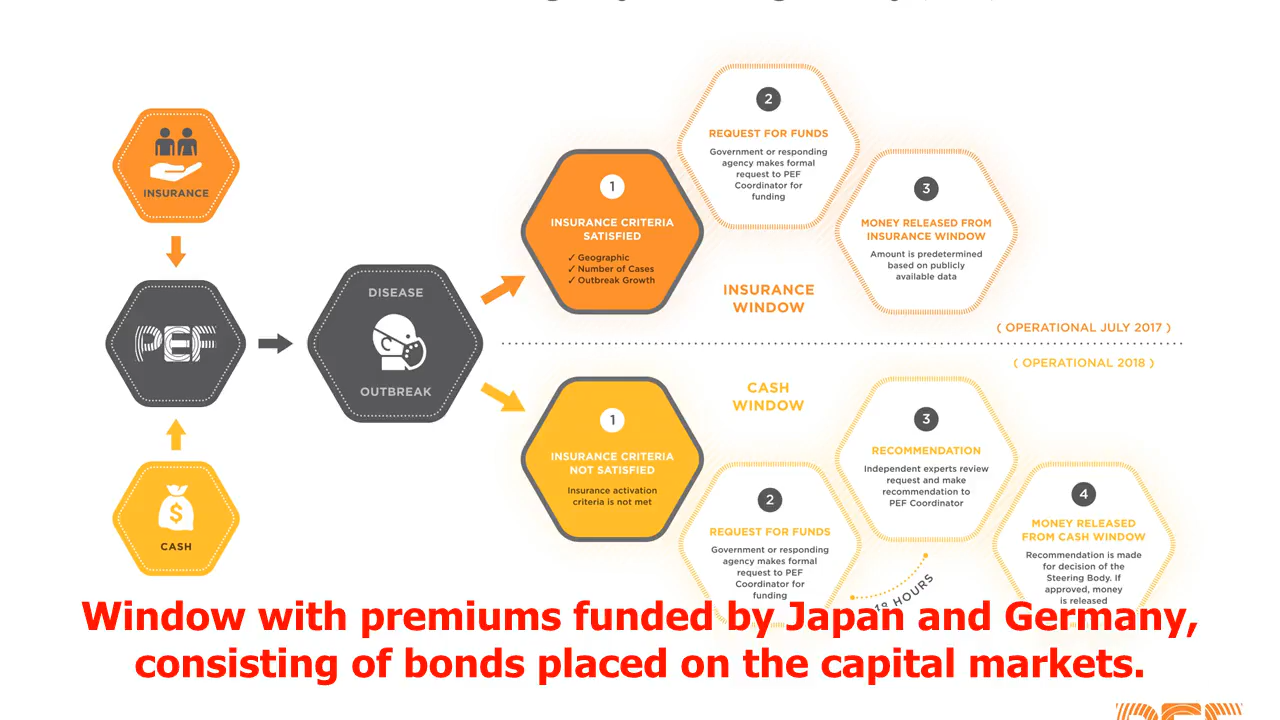 INSURANCE
PEF
CASH
DISEASE
OUTBREAK
1
INSURANCE CRITERIA
SATISFIED
✓ Geographic
✓ Number of Cases
✓ Outbreak Growth
2
REQUEST FOR FUNDS
Government or responding
agency makes formal
request to PEF
Coordinator for
funding
3
MONEY RELEASED FROM
INSURANCE WINDOW
Amount is predetermined
based on publicly
available data
INSURANCE
WINDOW
( OPERATIONAL JULY 2017 )
( OPERATIONAL 2018 )
CASH
WINDOW
1
INSURANCE CRITERIA
NOT SATISFIED
Insurance activation
criteria is not met
2
REQUEST FOR FUNDS
Government or responding
agency makes formal
request to PEF
Coordinator for
funding
3
RECOMMENDATION
Independent experts review
request and make
recommendation to
PEF Coordinator
HOURS
4
MONEY RELEASED
FROM CASH WINDOW
Recommendation is made
for decision of the
Steering Body. If
approved, money
is released
Window with premiums funded by Japan and Germany,
consisting of bonds placed on the capital markets.
PEF